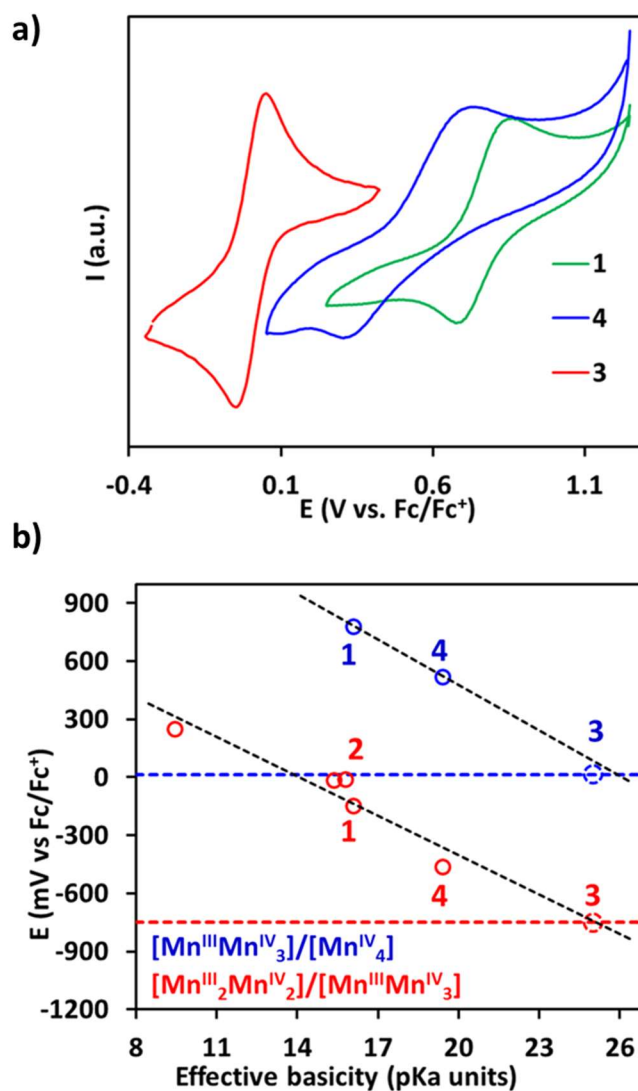 a)
I (a.u.)
1
4
3
-0.4 0.1 0.6 1.1
E (V vs. Fc/Fc⁺)
b)
E (mV vs Fc/Fc⁺)
900
600
300
0
-300
-600
-900
-1200
1
4
3
2
1
4
3
[MnᴵᴵᴵMnᴵⱽ₃]/[Mnᴵⱽ₄]
[Mnᴵᴵᴵ₂Mnᴵⱽ₂]/[MnᴵᴵᴵMnᴵⱽ₃]
8 11 14 17 20 23 26
Effective basicity (pKa units)